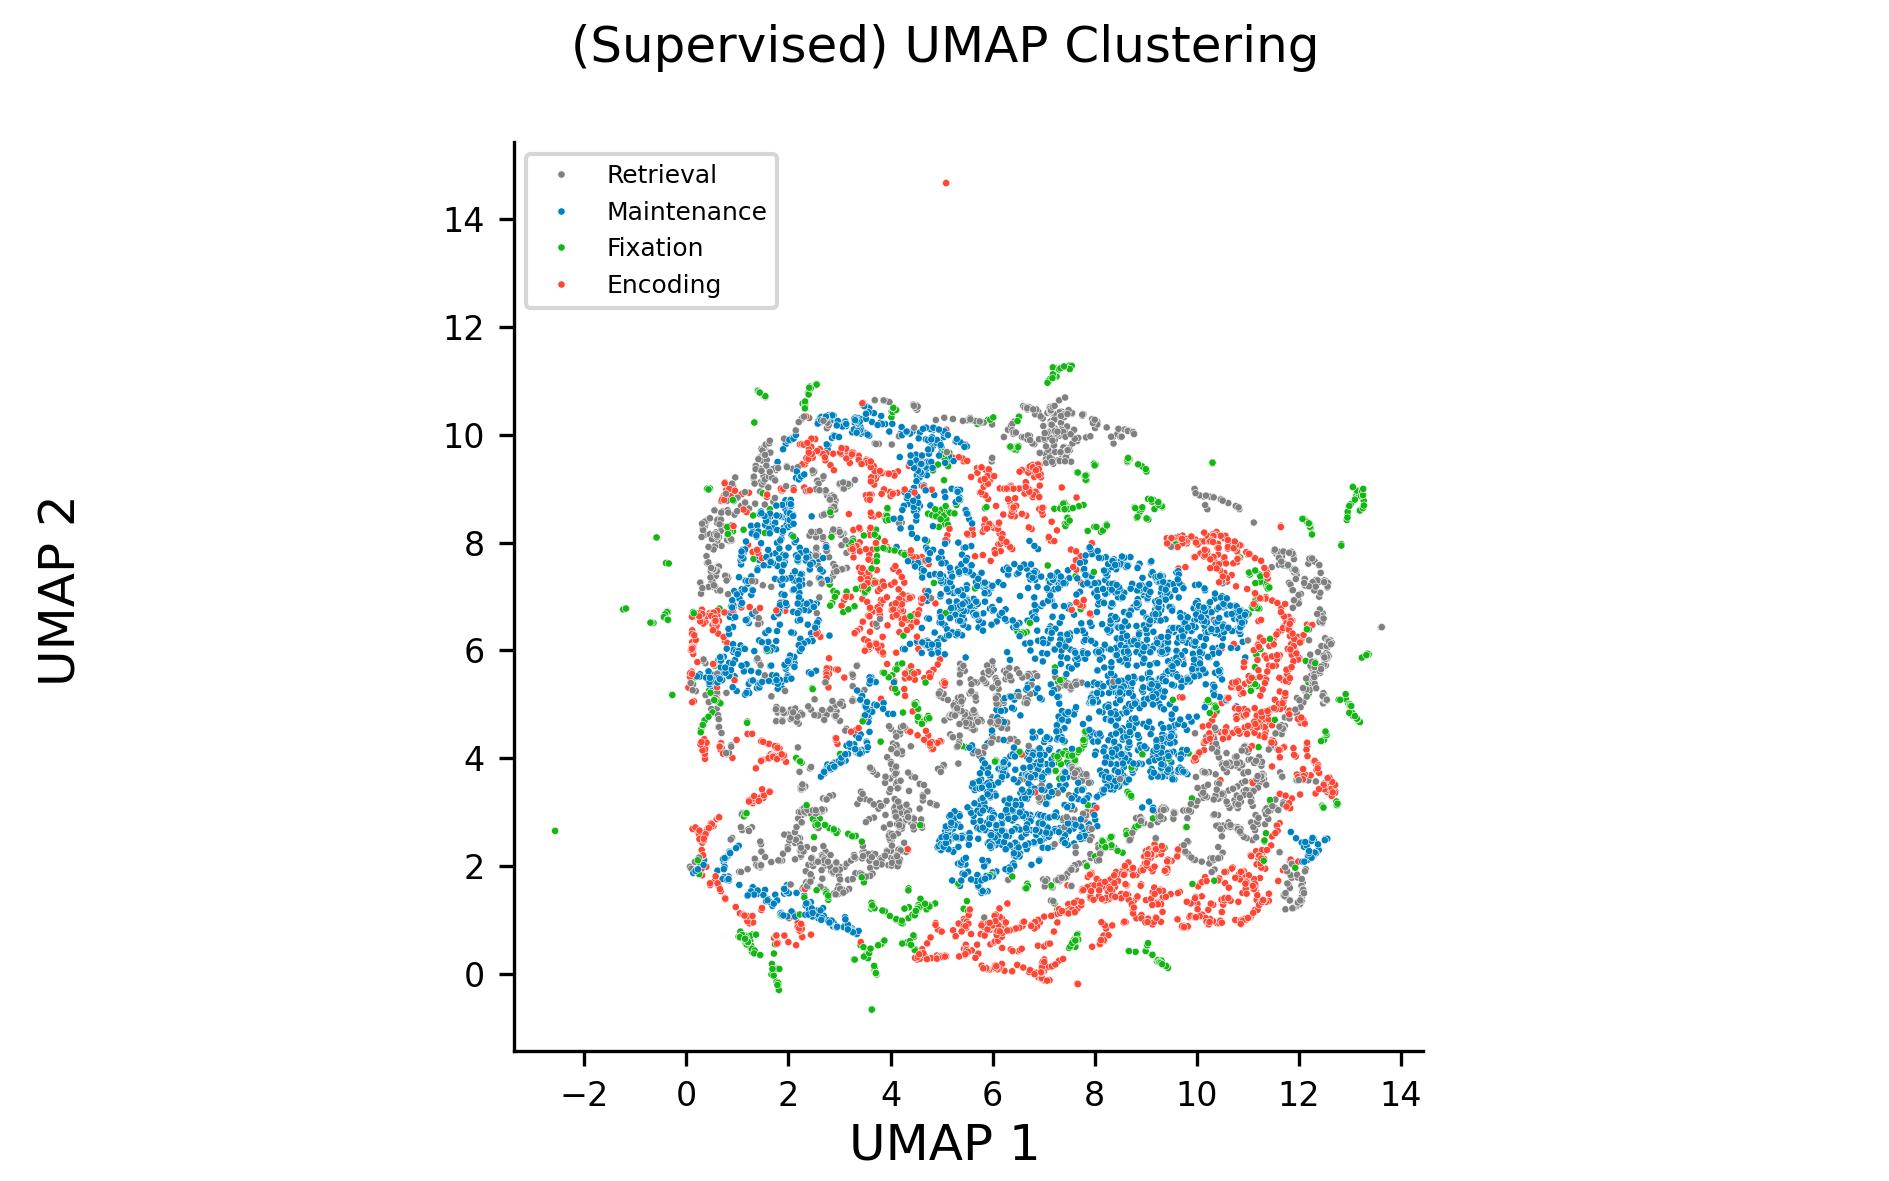 (Supervised) UMAP Clustering
Retrieval
Maintenance
Fixation
Encoding
14
12
10
8
6
4
2
0
UMAP 2
−2 0 2 4 6 8 10 12 14
UMAP 1